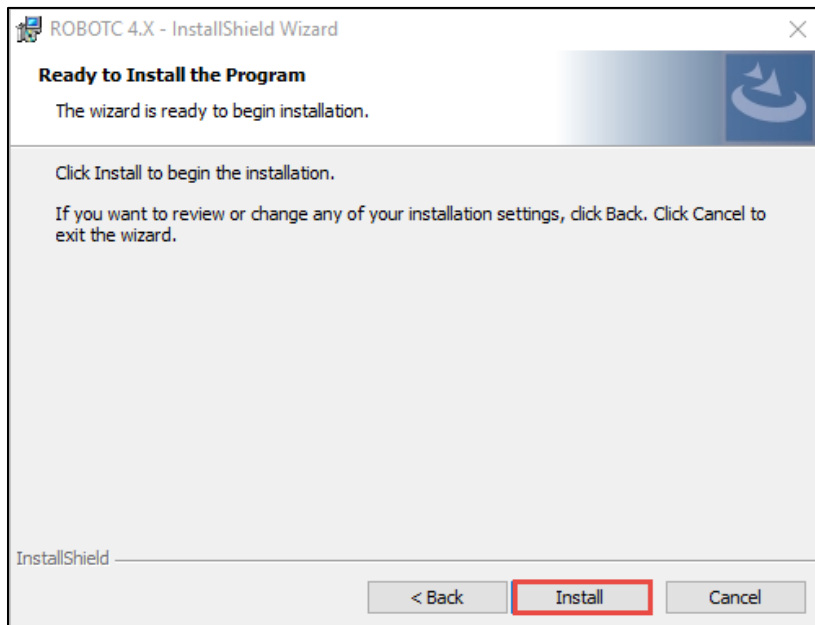 ROBOTC 4.X - InstallShield Wizard
Ready to Install the Program
The wizard is ready to begin installation.
Click Install to begin the installation.
If you want to review or change any of your installation settings, click Back. Click Cancel to
exit the wizard.
InstallShield
< Back Install Cancel